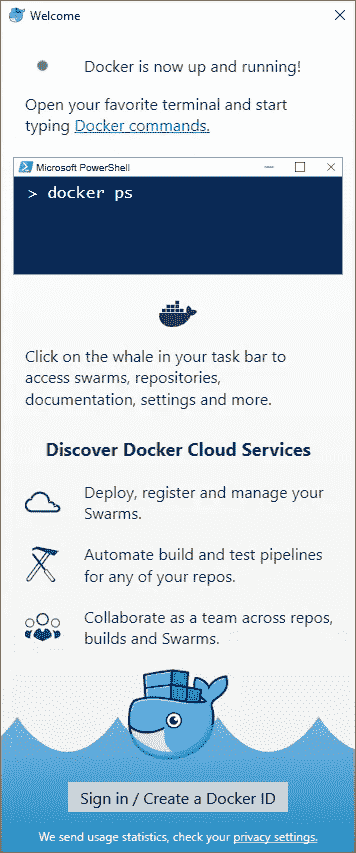 Welcome
Docker is now up and running!
Open your favorite terminal and start
typing Docker commands.
Microsoft PowerShell
> docker ps
Click on the whale in your task bar to
access swarms, repositories,
documentation, settings and more.
Discover Docker Cloud Services
Deploy, register and manage your
Swarms.
Automate build and test pipelines
for any of your repos.
Collaborate as a team across repos,
builds and Swarms.
Sign in / Create a Docker ID
We send usage statistics, check your privacy settings.